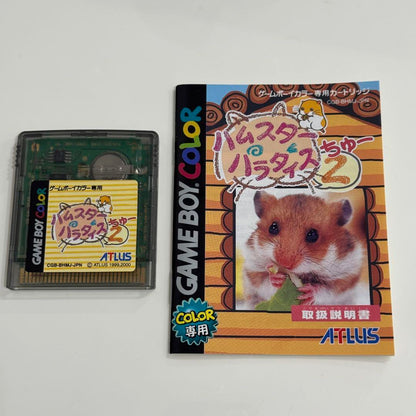 ゲームボーイカラー専用
GAME BOY COLOR
ハムスター
パラダイス
ちゅー
2
ATLUS
CGB-BHMJ-JPN
© ATLUS 1999,2000
ゲームボーイカラー専用カートリッジ
CGB-BHMJ-JPN
GAME BOY COLOR
ハムスター
パラダイス
ちゅー
2
COLOR
専用
取扱説明書
ATLUS